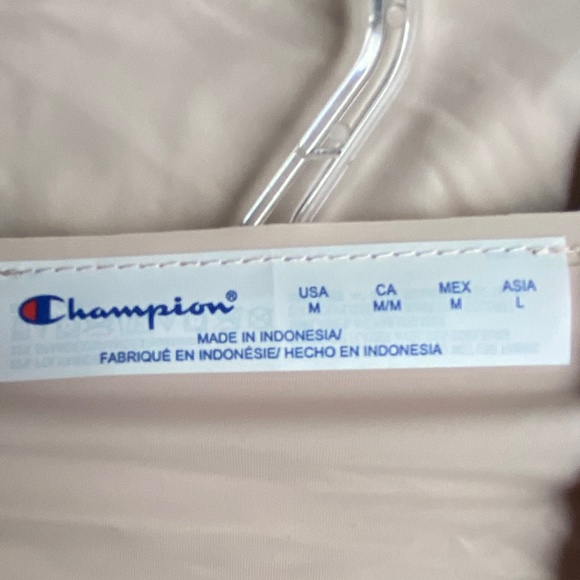 Champion®
USA CA MEX ASIA
M M/M M L
MADE IN INDONESIA/
FABRIQUÉ EN INDONÉSIE/ HECHO EN INDONESIA